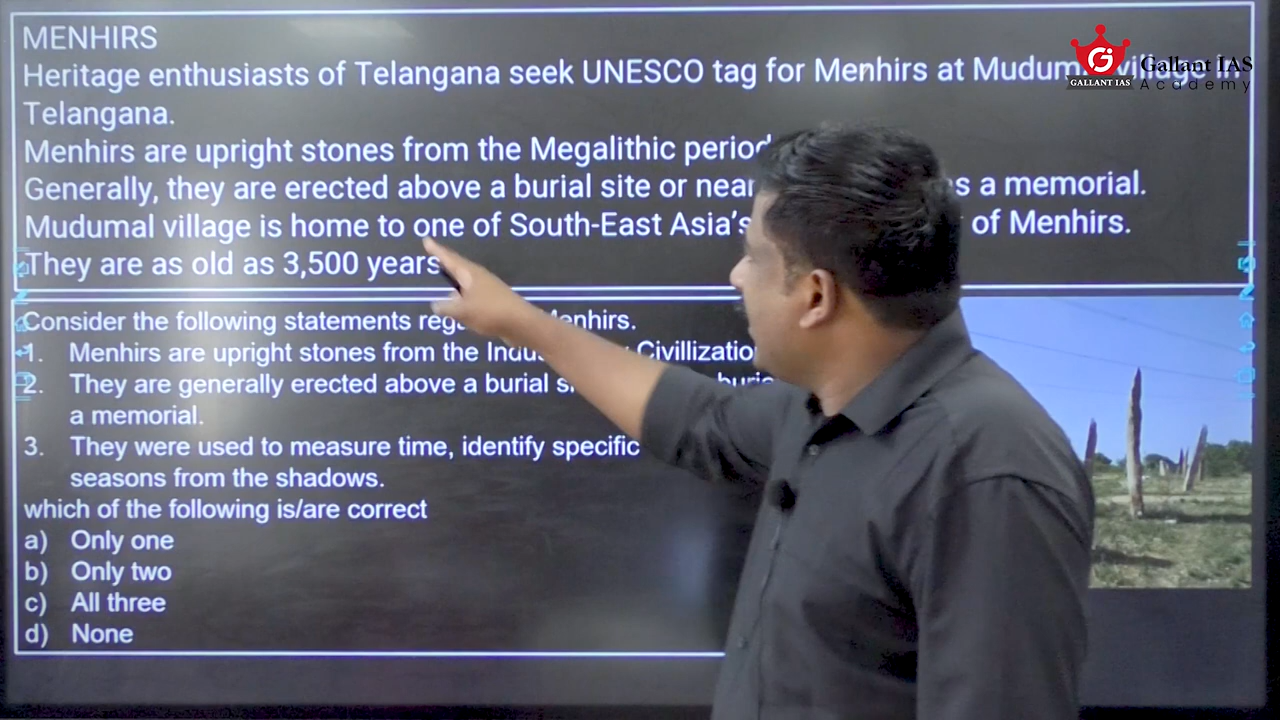 MENHIRS
Heritage enthusiasts of Telangana seek UNESCO tag for Menhirs at Village in
Telangana.
Menhirs are upright stones from the Megalithic period
Generally, they are erected above a burial site or near as a memorial.
Mudumal village is home to one of South-East Asia's of Menhirs.
They are as old as 3,500 years
Gi
GALLANT IAS
Gallant IAS
Academy
Consider the following statements Menhirs.
1. Menhirs are upright stones from the
2. They are generally erected above a burial
a memorial.
3. They were used to measure time, identify specific
seasons from the shadows.
which of the following is/are correct
a) Only one
b) Only two
c) All three
d) None